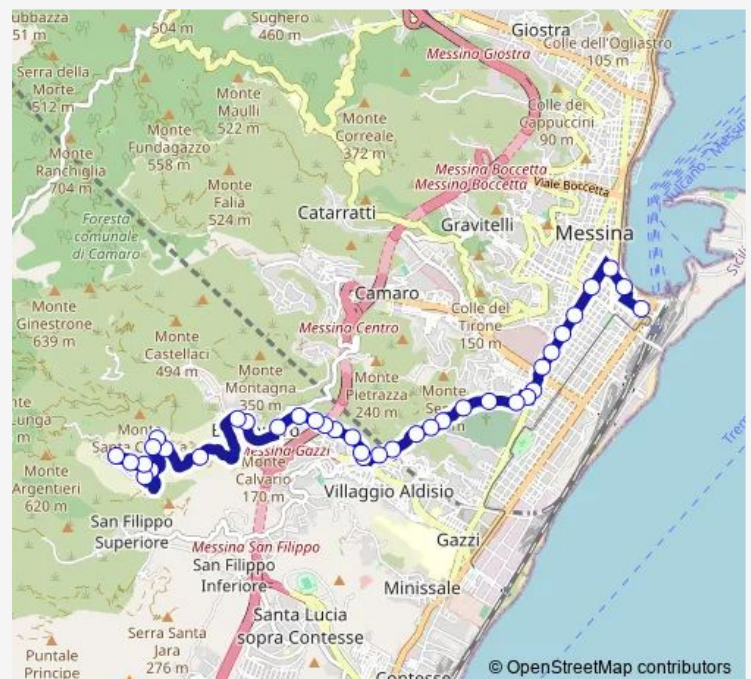 Sughero
460 m
504 m
51 m
Giostra
Colle dell'Ogliastro
105 m
Messina Giostra
Serra della
Morte
512 m
Monte
Maulli
522 m
Monte
Correale
372 m
Colle dei
Cappuccini
90 m
Monte
Fundagazzo
558 m
Monte
Ranchiglia
704 m
Monte
Falia
524 m
Messina Boccetta
Messina Boccetta
Viale Boccetta
Catarratti
Gravitelli
Messina
Foresta
comunale
di Camaro
Camaro
Messina Centro
Colle del
Tirone
150 m
Monte
Ginestrone
639 m
Monte
Castellaci
494 m
Monte
Montagna
350 m
Monte
Pietrazza
240 m
Monte
Messina Gazzi
Monte
Calvario
170 m
Monte
Argentieri
620 m
Villaggio Aldisio
San Filippo
Superiore
Messina San Filippo
San Filippo
Inferiore
Gazzi
Minissale
Santa Lucia
sopra Contesse
Serra Santa
Jara
276 m
Puntale
Principe
Contesse
© OpenStreetMap contributors